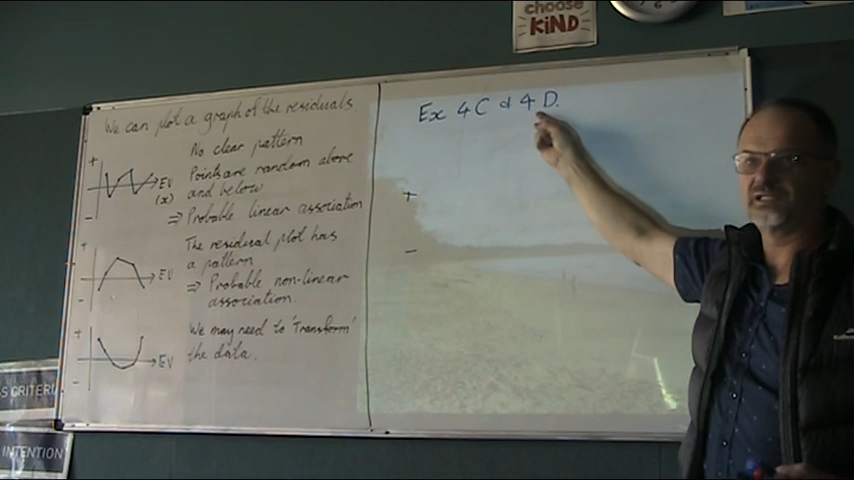 choose
KiND
6
We can plot a graph of the residuals.
No clear pattern
Points are random above
and below
⇒ Probable linear association
+
EV
(x)
−
The residual plot has
a pattern
⇒ Probable non-linear
association.
+
EV
−
We may need to 'Transform'
the data.
+
EV
−
Ex 4C & 4D.
+
−
S CRITERI
INTENTION